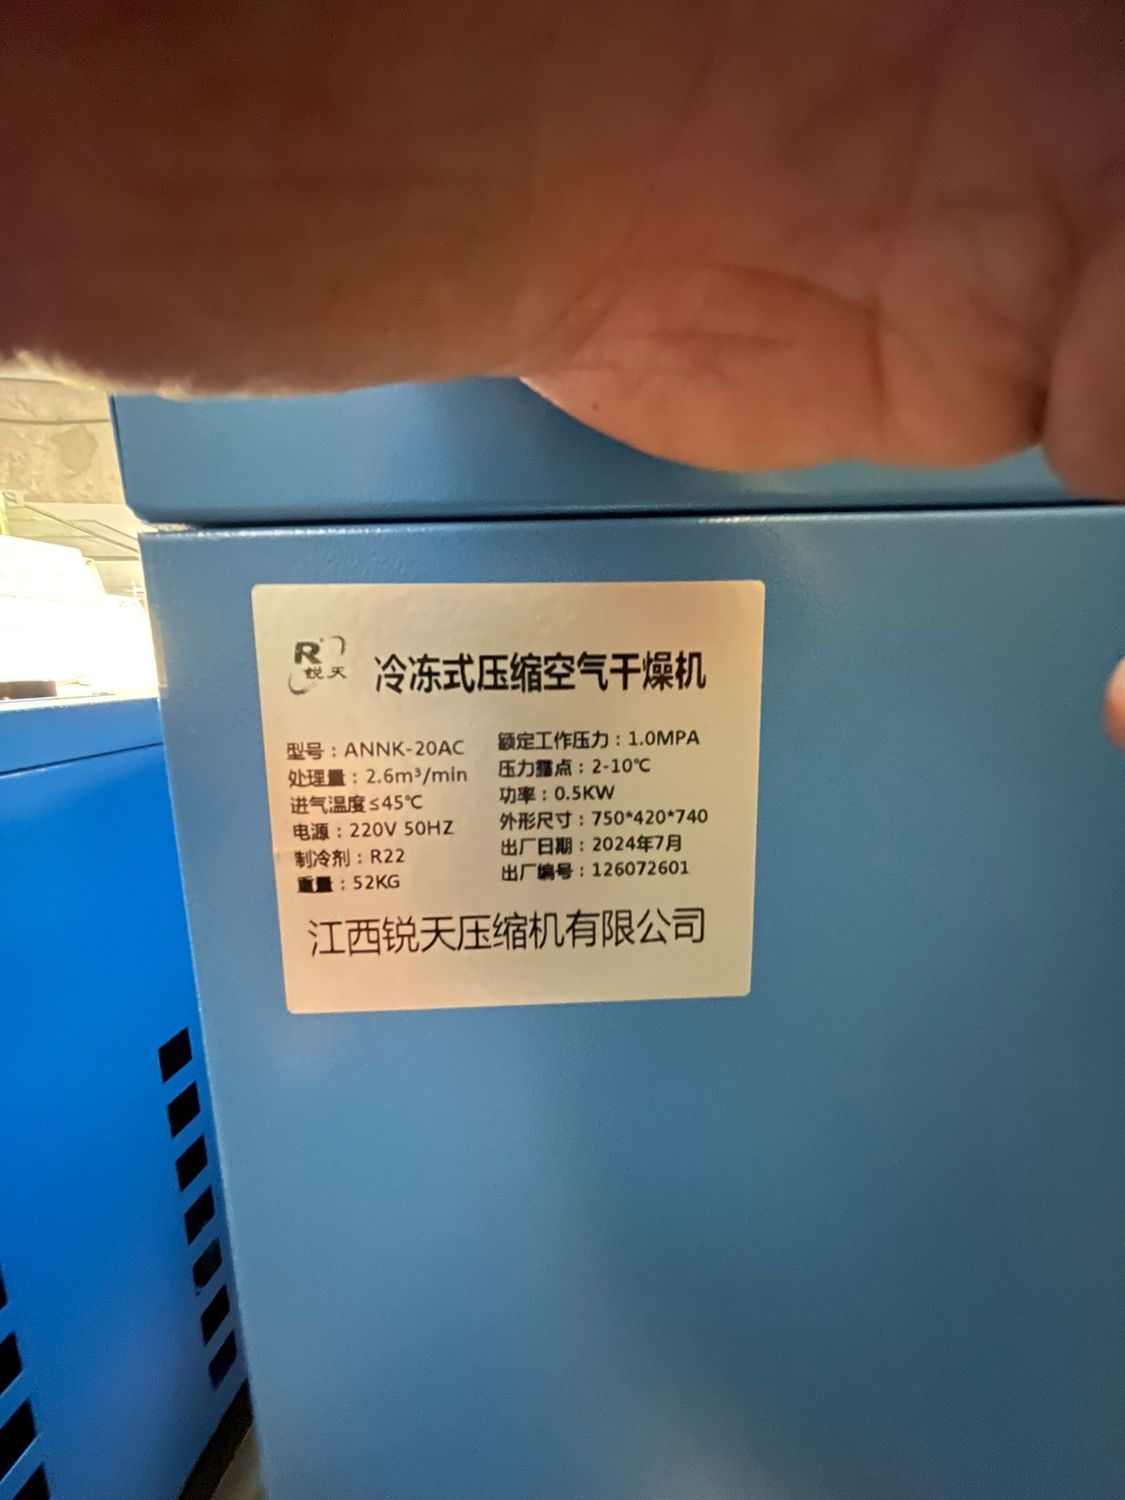 R
锐天
冷冻式压缩空气干燥机
型号：ANNK-20AC
处理量：2.6m³/min
进气温度≤45℃
电源：220V 50HZ
制冷剂：R22
重量：52KG
额定工作压力：1.0MPA
压力露点：2-10℃
功率：0.5KW
外形尺寸：750*420*740
出厂日期：2024年7月
出厂编号：126072601
江西锐天压缩机有限公司